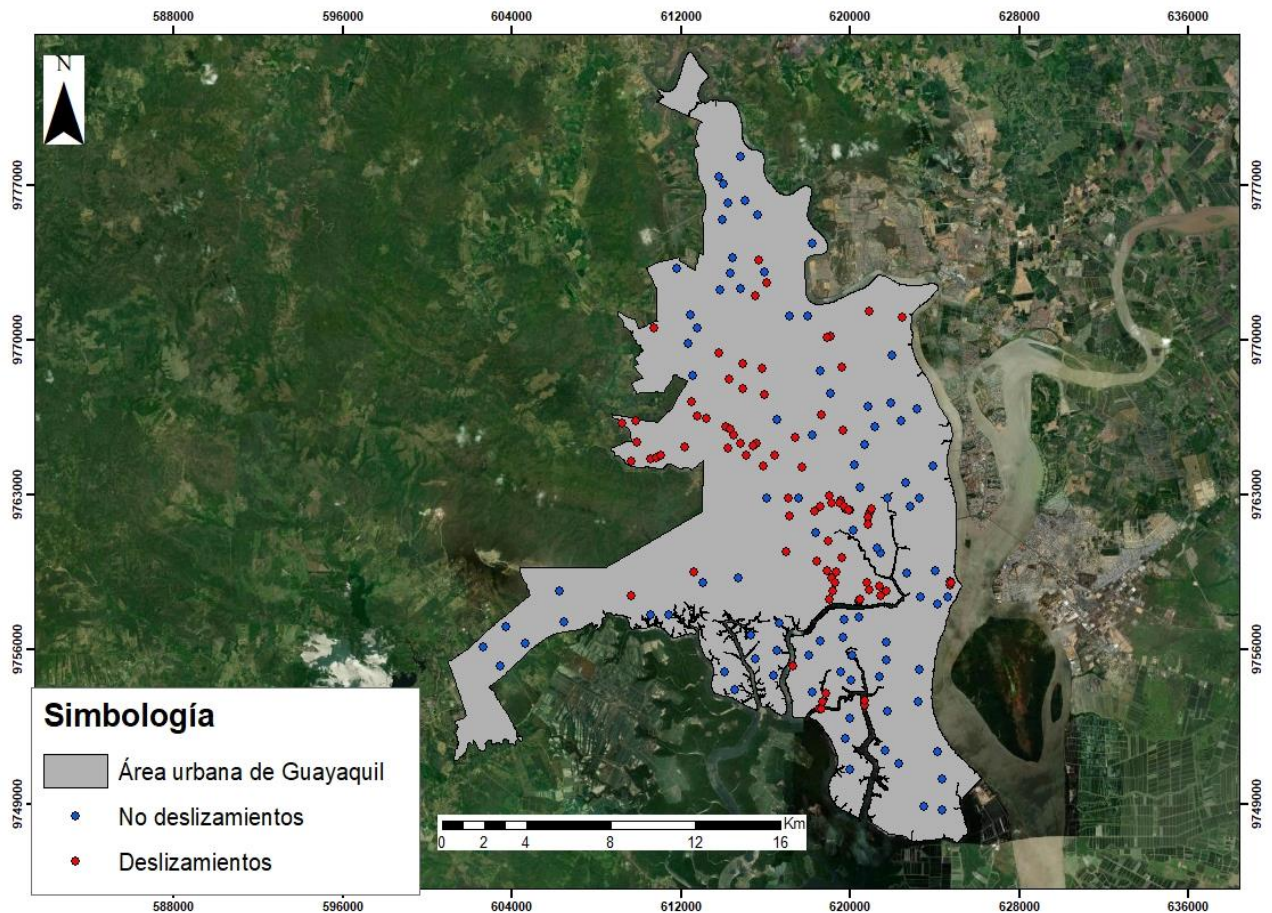 588000 596000 604000 612000 620000 628000 636000
N
9777000 9777000
9770000 9770000
9763000 9763000
9756000 9756000
9749000 9749000
Simbología
Área urbana de Guayaquil
No deslizamientos
Deslizamientos
Km
0 2 4 8 12 16
588000 596000 604000 612000 620000 628000 636000